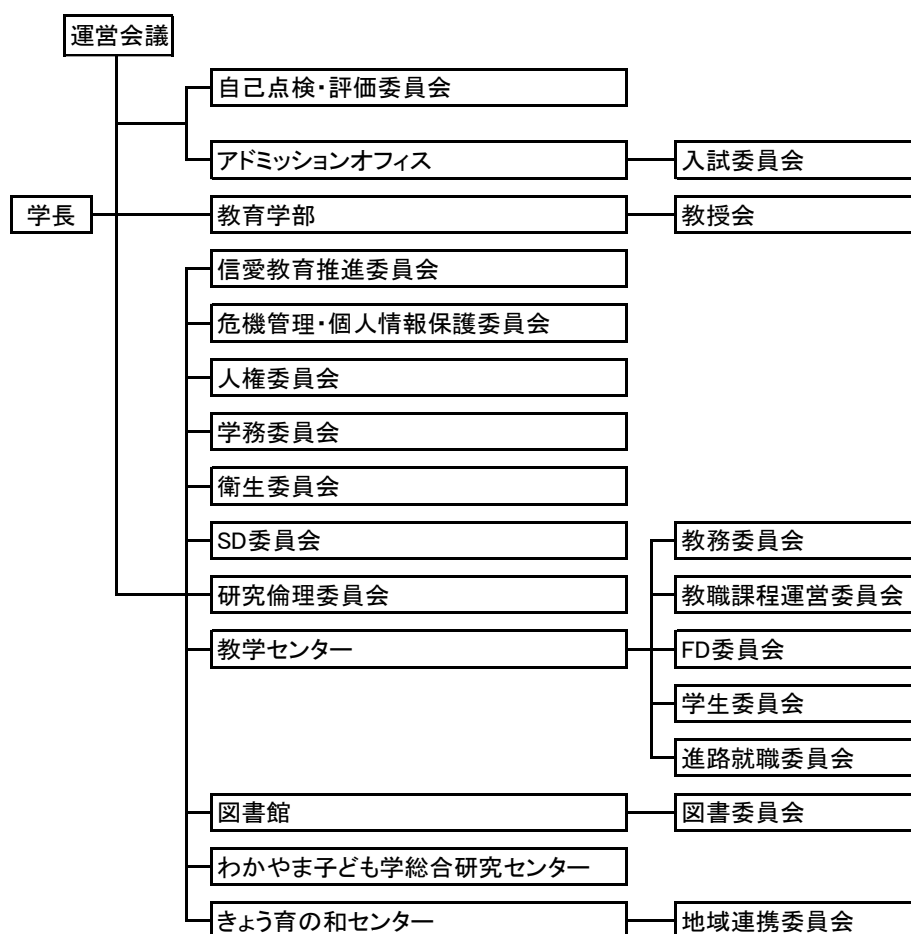 運営会議
自己点検・評価委員会
アドミッションオフィス
入試委員会
学長
教育学部
教授会
信愛教育推進委員会
危機管理・個人情報保護委員会
人権委員会
学務委員会
衛生委員会
SD委員会
教務委員会
研究倫理委員会
教職課程運営委員会
教学センター
FD委員会
学生委員会
進路就職委員会
図書館
図書委員会
わかやま子ども学総合研究センター
きょう育の和センター
地域連携委員会